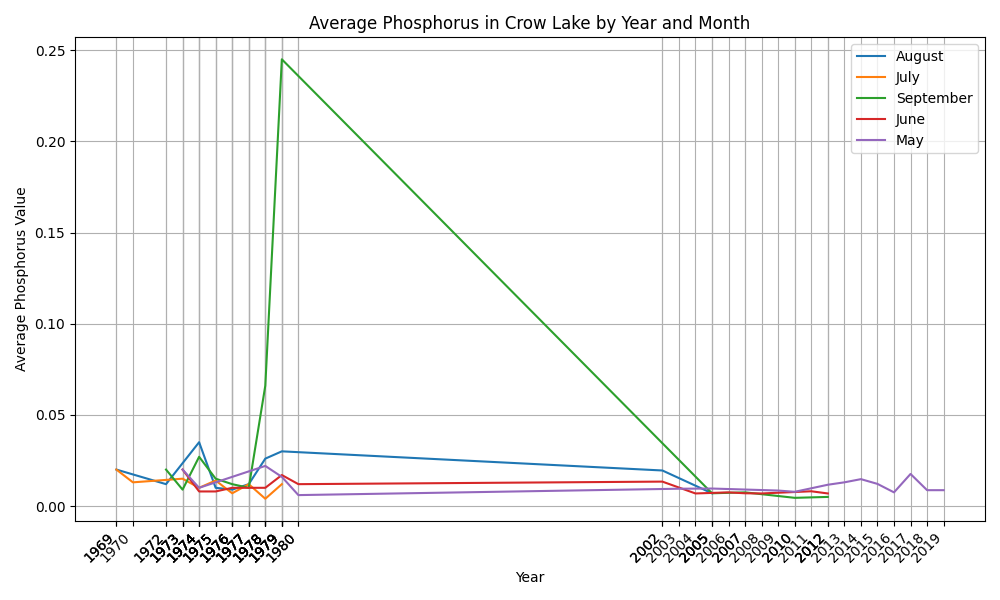 Average Phosphorus in Crow Lake by Year and Month
August
July
September
June
May
Average Phosphorus Value
0.25
0.20
0.15
0.10
0.05
0.00
1969 1970 1972 1973 1974 1975 1976 1977 1978 1979 1980 2002 2003 2004 2005 2006 2007 2008 2009 2010 2011 2012 2013 2014 2015 2016 2017 2018 2019
Year